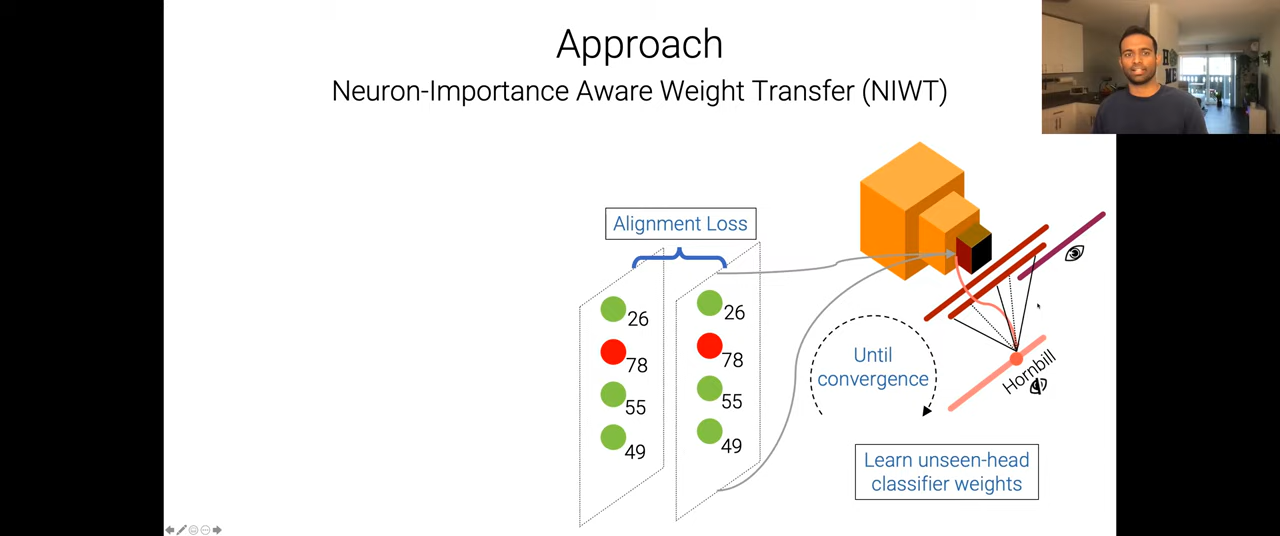 Approach
Neuron-Importance Aware Weight Transfer (NIWT)
Alignment Loss
26
78
55
49
26
78
55
49
Until
convergence
Hornbill
Learn unseen-head
classifier weights